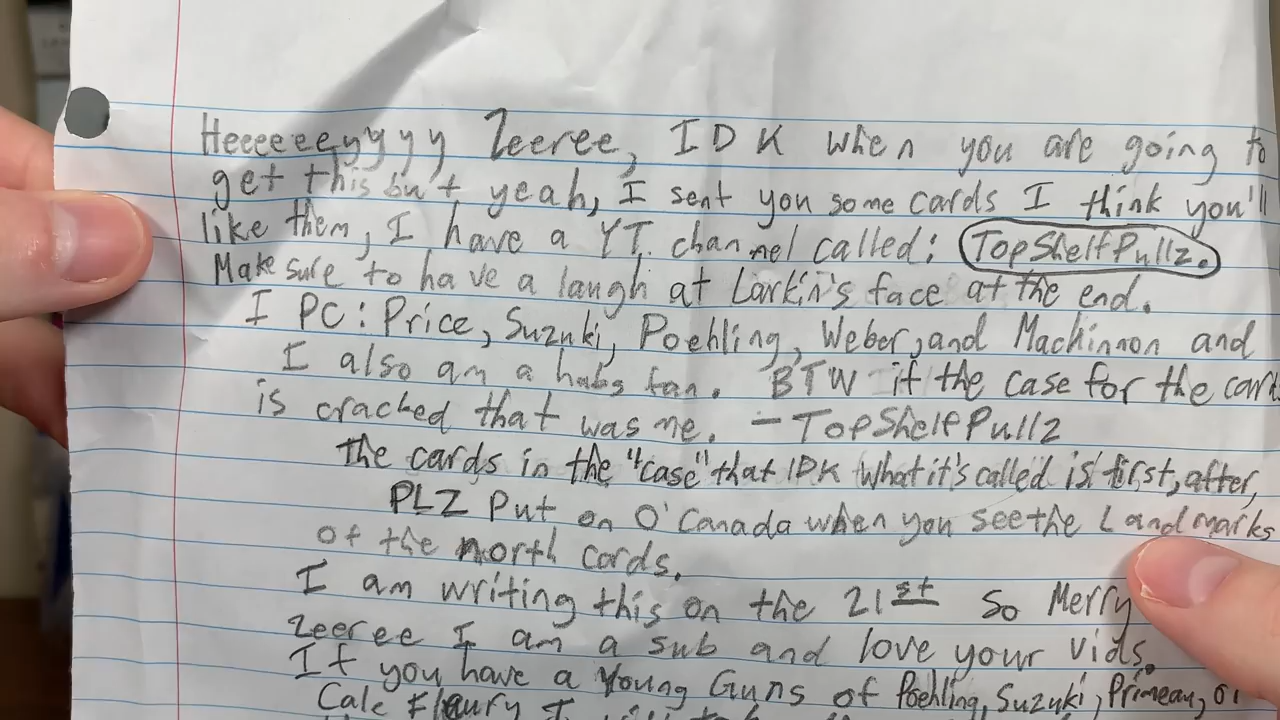 Heeeeeeyyyyy Zeeree, IDK when you are going to
get this but yeah, I sent you some cards I think you'll
like them, I have a YT. channel called: TopShelfPullz.
Make sure to have a laugh at Larkin's face at the end.
I PC: Price, Suzuki, Poehling, Weber, and Machinnon and
I also am a habs fan. BTW if the case for the card
is cracked that was me. - TopShelfPullz
The cards in the "case" that IDK what it's called is first, after,
PLZ Put on O'Canada when you see the Landmarks
of the north cards.
I am writing this on the 21st so Merry
Zeeree I am a sub and love your vids.
If you have a Young Guns of Poehling, Suzuki, Primeau, or
Cale Fleury I will